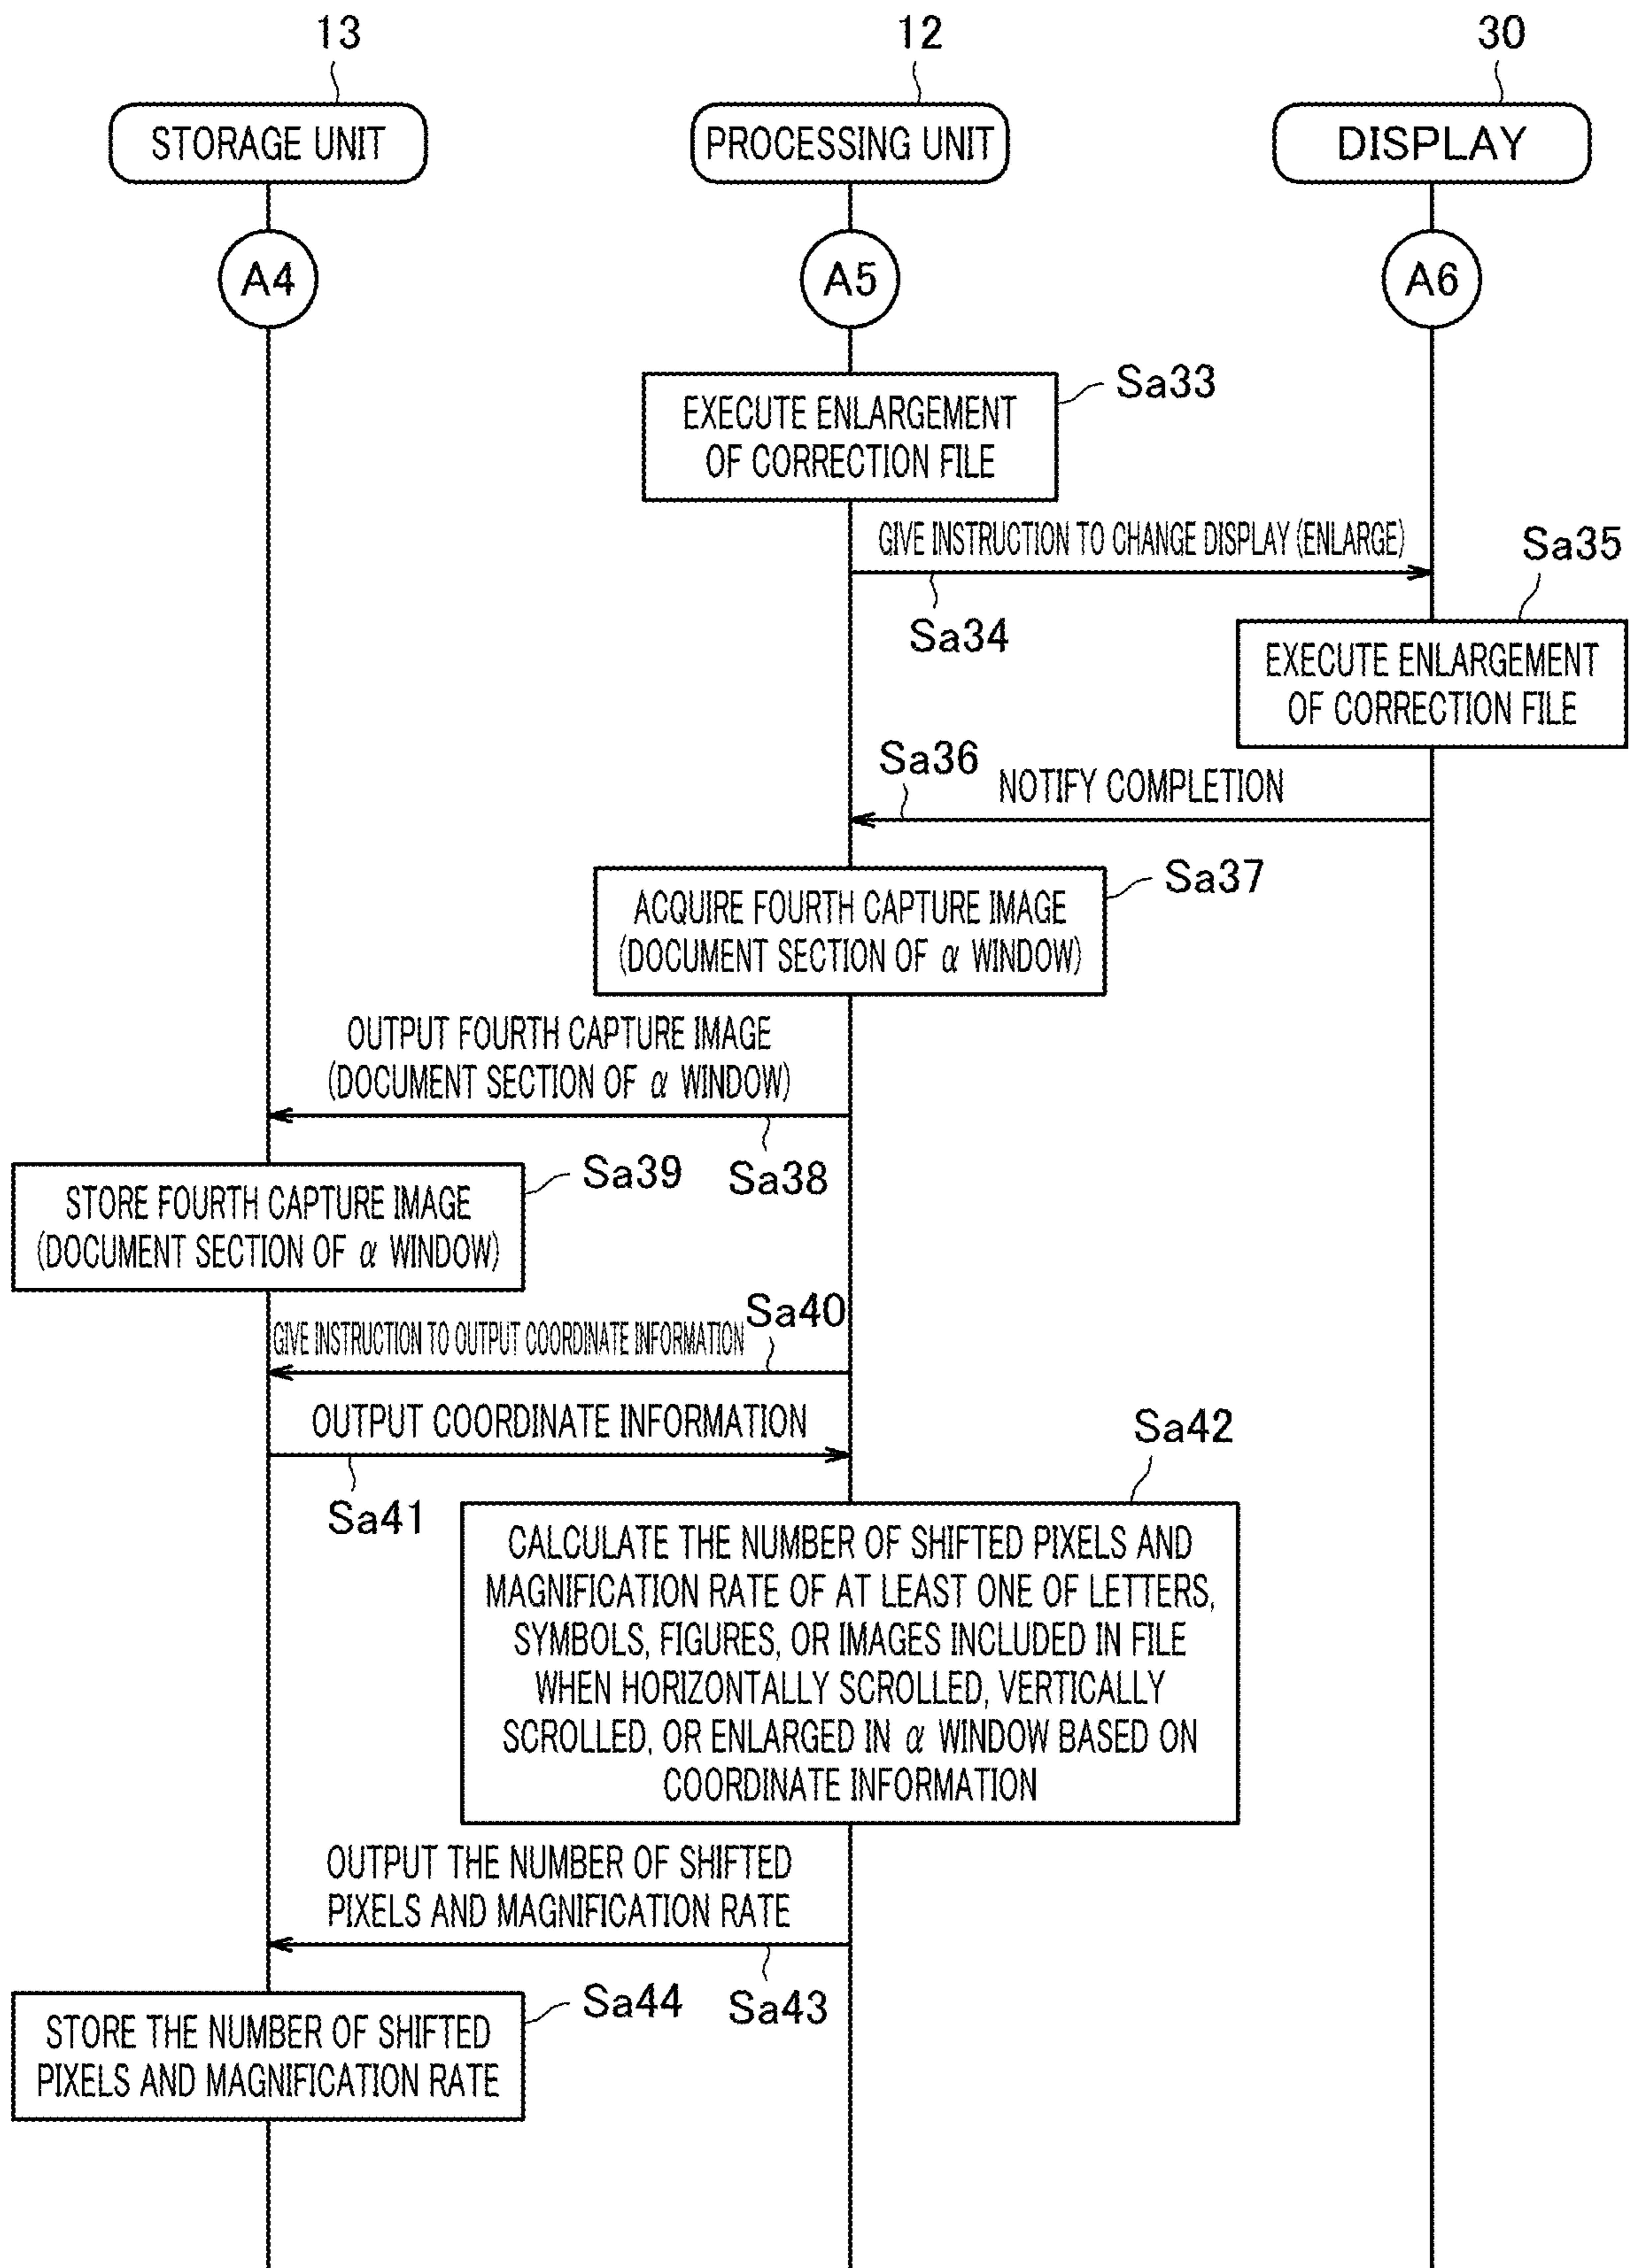 13
12
30
STORAGE UNIT
PROCESSING UNIT
DISPLAY
A4
A5
A6
Sa33
EXECUTE ENLARGEMENT
OF CORRECTION FILE
GIVE INSTRUCTION TO CHANGE DISPLAY (ENLARGE)
Sa34
Sa35
EXECUTE ENLARGEMENT
OF CORRECTION FILE
Sa36
NOTIFY COMPLETION
Sa37
ACQUIRE FOURTH CAPTURE IMAGE
(DOCUMENT SECTION OF α WINDOW)
OUTPUT FOURTH CAPTURE IMAGE
(DOCUMENT SECTION OF α WINDOW)
Sa38
Sa39
STORE FOURTH CAPTURE IMAGE
(DOCUMENT SECTION OF α WINDOW)
Sa40
GIVE INSTRUCTION TO OUTPUT COORDINATE INFORMATION
OUTPUT COORDINATE INFORMATION
Sa41
Sa42
CALCULATE THE NUMBER OF SHIFTED PIXELS AND
MAGNIFICATION RATE OF AT LEAST ONE OF LETTERS,
SYMBOLS, FIGURES, OR IMAGES INCLUDED IN FILE
WHEN HORIZONTALLY SCROLLED, VERTICALLY
SCROLLED, OR ENLARGED IN α WINDOW BASED ON
COORDINATE INFORMATION
OUTPUT THE NUMBER OF SHIFTED
PIXELS AND MAGNIFICATION RATE
Sa43
Sa44
STORE THE NUMBER OF SHIFTED
PIXELS AND MAGNIFICATION RATE